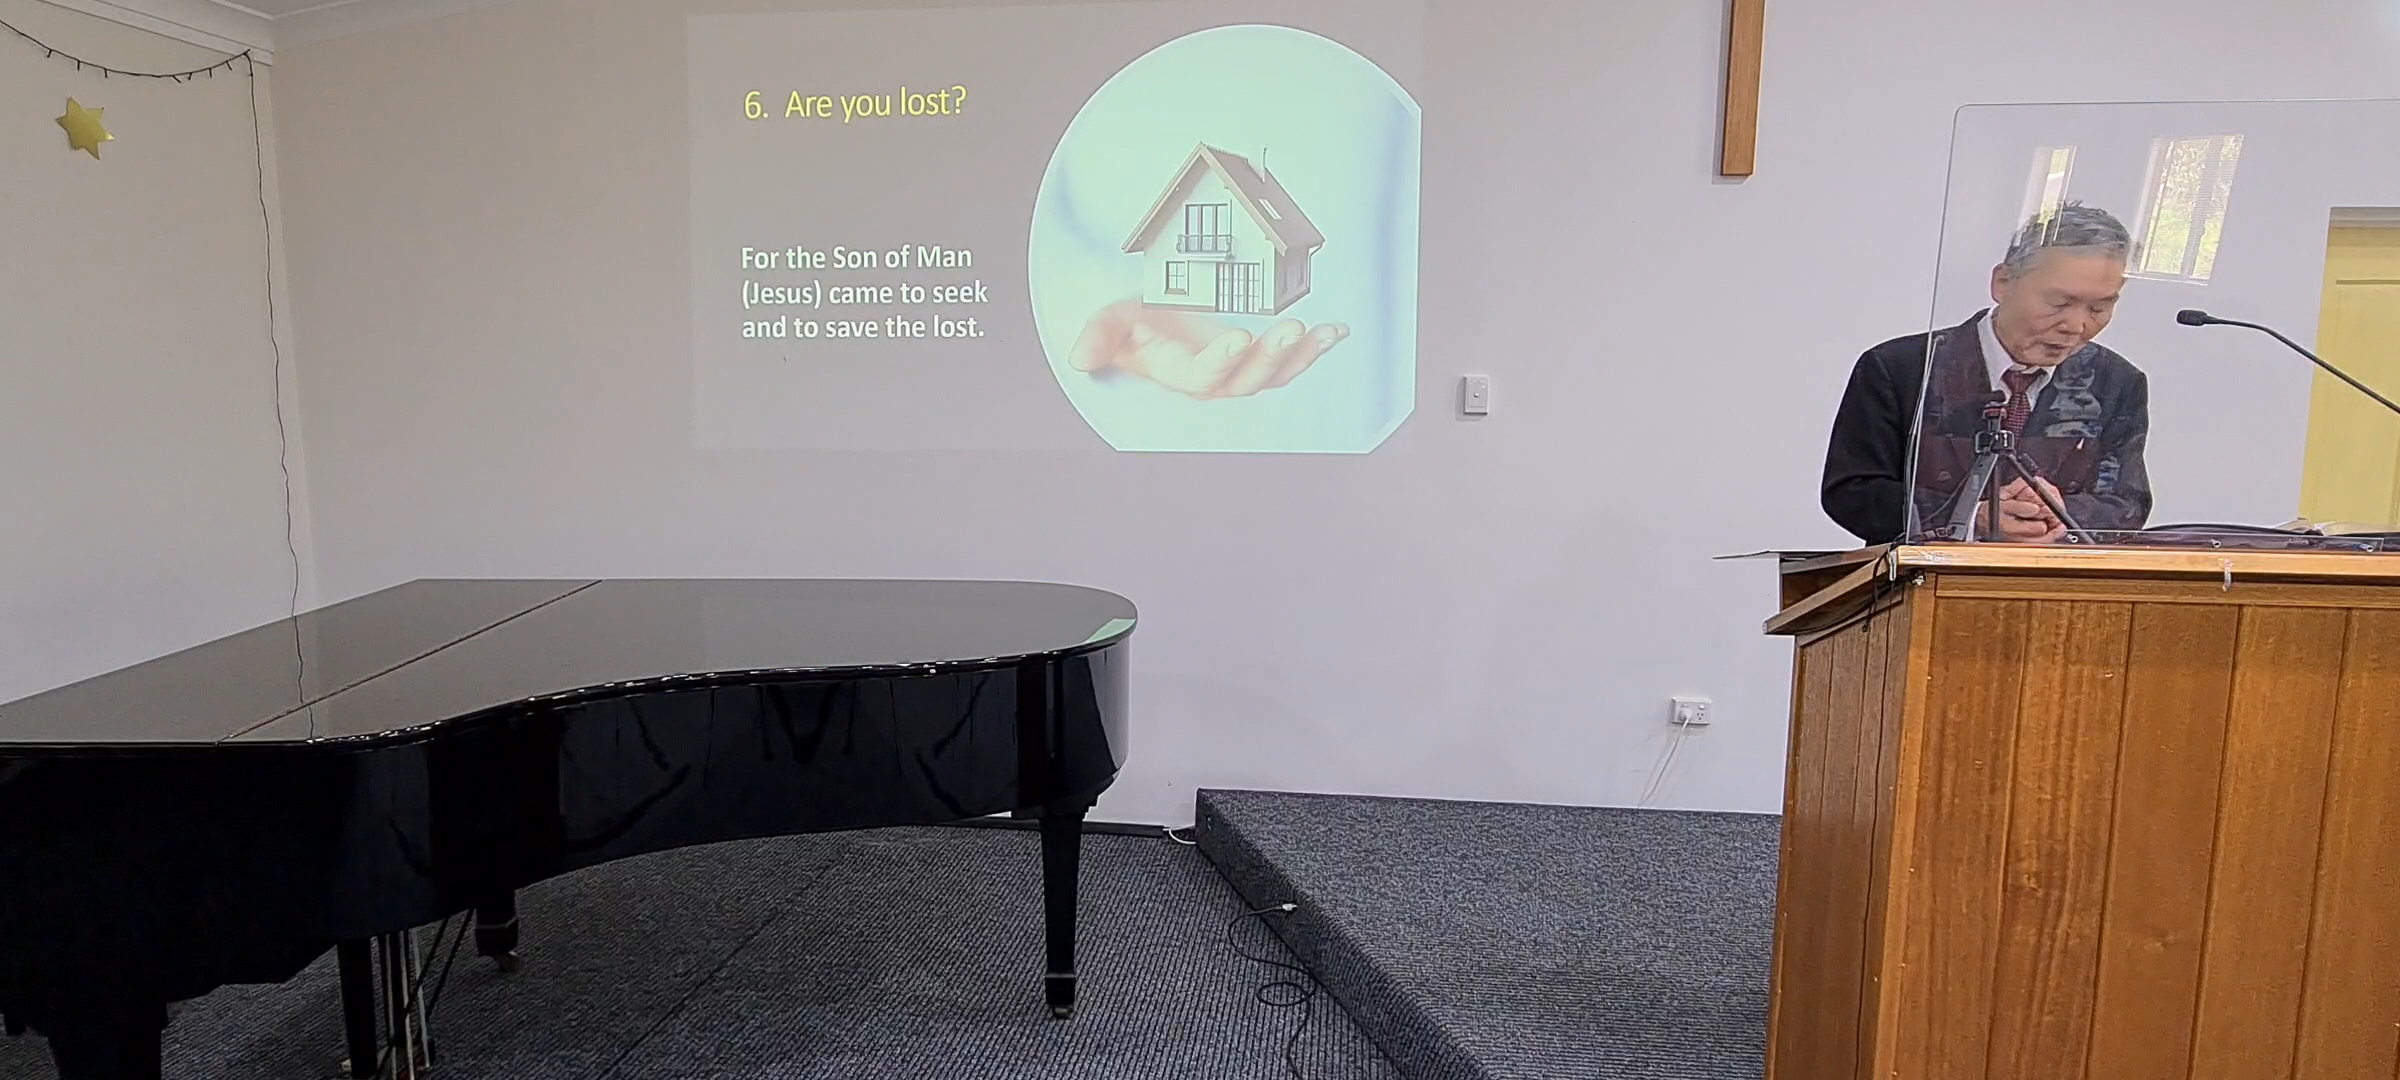 6. Are you lost?
For the Son of Man
(Jesus) came to seek
and to save the lost.